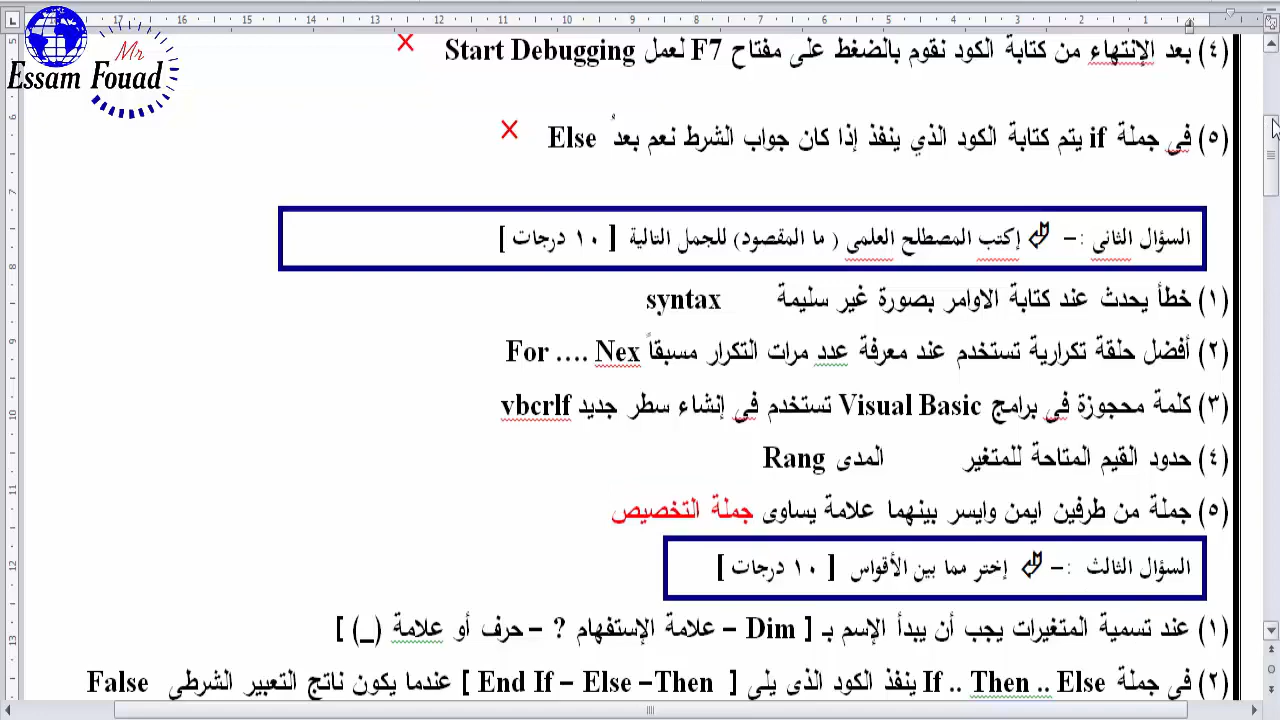 Mr
Essam Fouad
(٤) بعد الإنتهاء من كتابة الكود نقوم بالضغط على مفتاح F7 لعمل Start Debugging ×
(٥) فى جملة if يتم كتابة الكود الذي ينفذ إذا كان جواب الشرط نعم بعد Else ×
السؤال الثانى :- إكتب المصطلح العلمى ( ما المقصود) للجمل التالية [ ١٠ درجات ]
(١) خطأ يحدث عند كتابة الاوامر بصورة غير سليمة syntax
(٢) أفضل حلقة تكرارية تستخدم عند معرفة عدد مرات التكرار مسبقاً For …. Nex
(٣) كلمة محجوزة فى برامج Visual Basic تستخدم فى إنشاء سطر جديد vbcrlf
(٤) حدود القيم المتاحة للمتغير المدى Rang
(٥) جملة من طرفين ايمن وايسر بينهما علامة يساوى جملة التخصيص
السؤال الثالث :- إختر مما بين الأقواس [ ١٠ درجات ]
(١) عند تسمية المتغيرات يجب أن يبدأ الإسم بـ [ Dim – علامة الإستفهام ? – حرف أو علامة (_) ]
(٢) فى جملة If .. Then .. Else ينفذ الكود الذى يلى [ End If – Else –Then ] عندما يكون ناتج التعبير الشرطى False